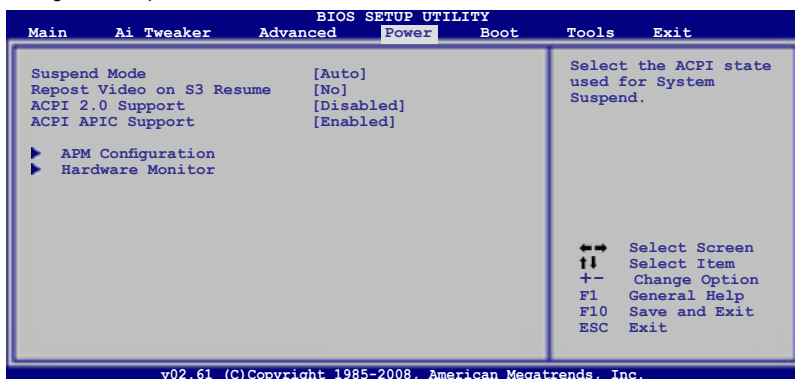 BIOS SETUP UTILITY
Main Ai Tweaker Advanced Power Boot Tools Exit
Suspend Mode [Auto]
Repost Video on S3 Resume [No]
ACPI 2.0 Support [Disabled]
ACPI APIC Support [Enabled]
APM Configuration
Hardware Monitor
Select the ACPI state
used for System
Suspend.
←→ Select Screen
↑↓ Select Item
+- Change Option
F1 General Help
F10 Save and Exit
ESC Exit
v02.61 (C)Copyright 1985-2008, American Megatrends, Inc.